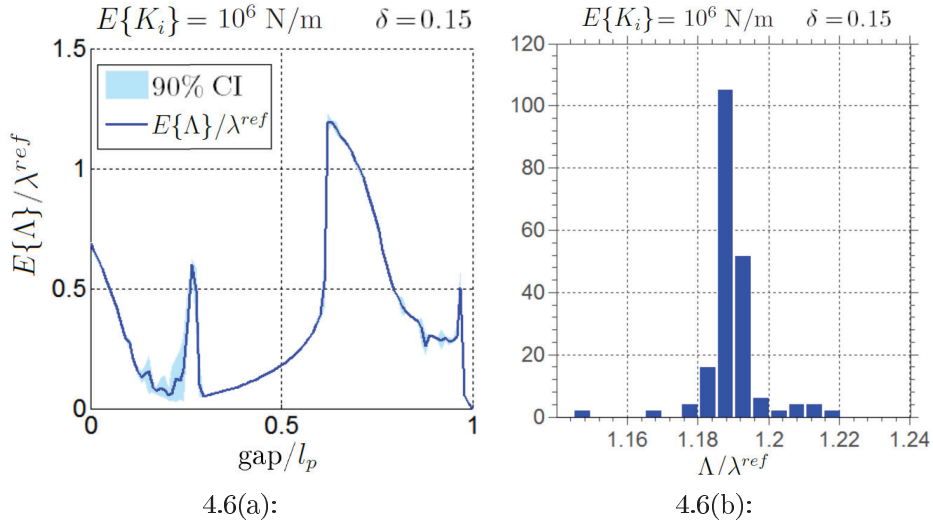 E{K_i} = 10^6 N/m δ = 0.15
1.5
1
0.5
0
90% CI
E{Λ}/λ^ref
E{Λ}/λ^ref
0 0.5 1
gap/l_p
4.6(a):
E{K_i} = 10^6 N/m δ = 0.15
120
100
80
60
40
20
0
1.16 1.18 1.2 1.22 1.24
Λ/λ^ref
4.6(b):